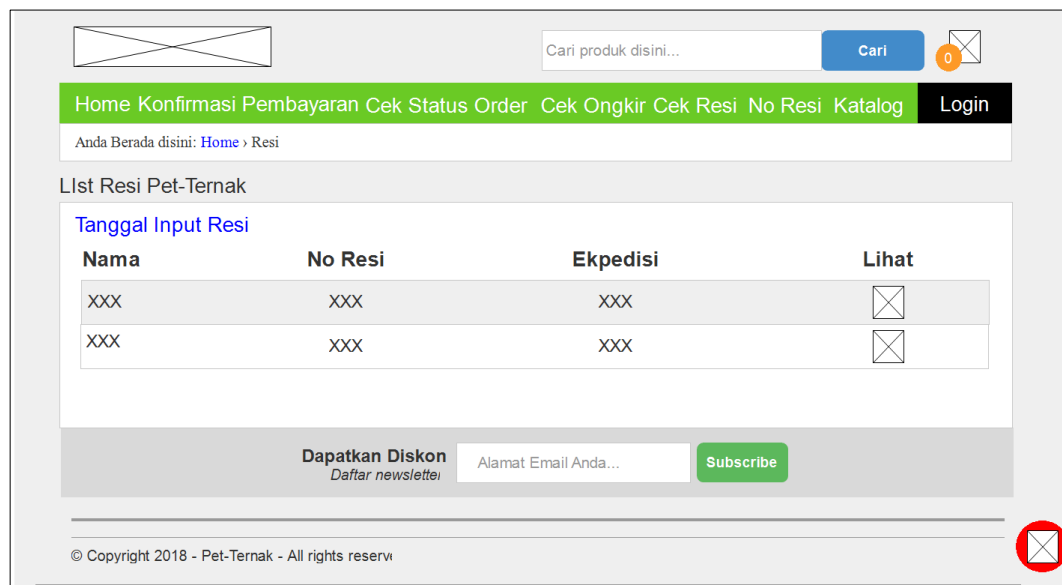 Cari produk disini... Cari 0
Home Konfirmasi Pembayaran Cek Status Order Cek Ongkir Cek Resi No Resi Katalog Login
Anda Berada disini: Home › Resi
LIst Resi Pet-Ternak
Tanggal Input Resi
Nama No Resi Ekpedisi Lihat
XXX XXX XXX
XXX XXX XXX
Dapatkan Diskon
Daftar newsletter
Alamat Email Anda... Subscribe
© Copyright 2018 - Pet-Ternak - All rights reserve